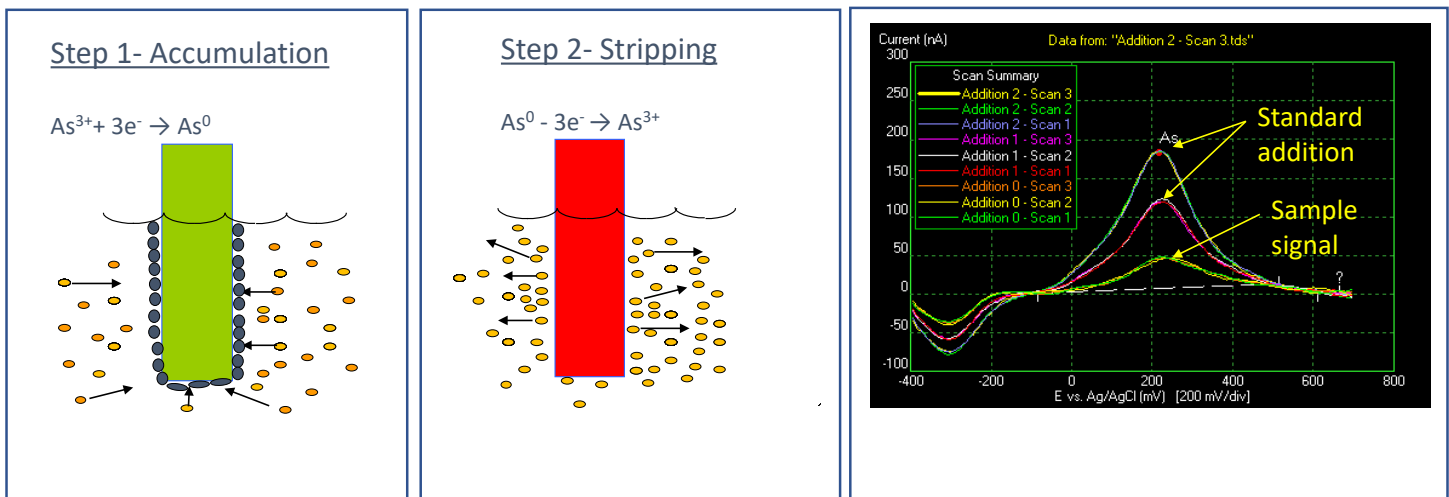 Step 1- Accumulation
As³⁺+ 3e⁻ → As⁰
Step 2- Stripping
As⁰ - 3e⁻ → As³⁺
Current (nA)
Data from: "Addition 2 - Scan 3.tds"
300
250
200
150
100
50
0
-50
-100
Scan Summary
Addition 2 - Scan 3
Addition 2 - Scan 2
Addition 2 - Scan 1
Addition 1 - Scan 3
Addition 1 - Scan 2
Addition 1 - Scan 1
Addition 0 - Scan 3
Addition 0 - Scan 2
Addition 0 - Scan 1
As
Standard
addition
Sample
signal
?
-400 -200 0 200 400 600 800
E vs. Ag/AgCl (mV) [200 mV/div]